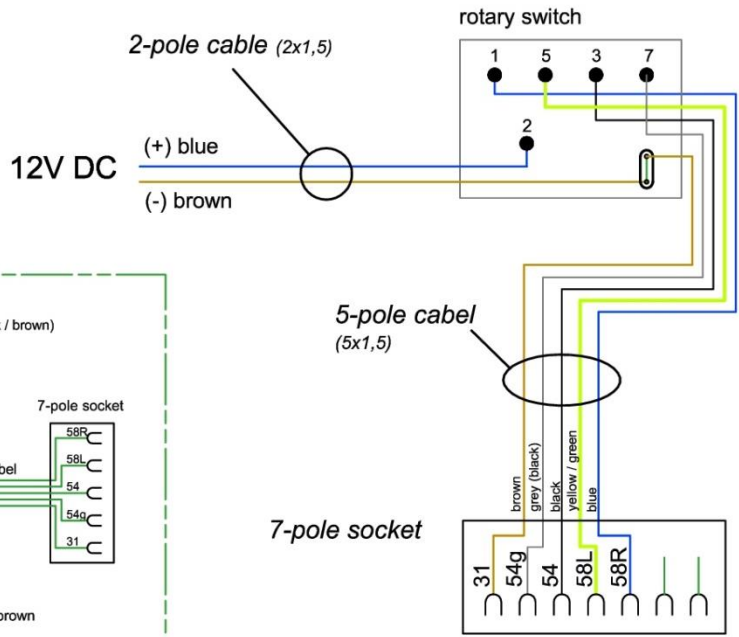 rotary switch
2-pole cable (2x1,5)
1 5 3 7
2
(+) blue
12V DC
(-) brown
/ brown)
5-pole cabel
(5x1,5)
7-pole socket
58R
58L
54
54g
31
bel
brown
grey (black)
black
yellow / green
blue
7-pole socket
31 54g 54 58L 58R
brown